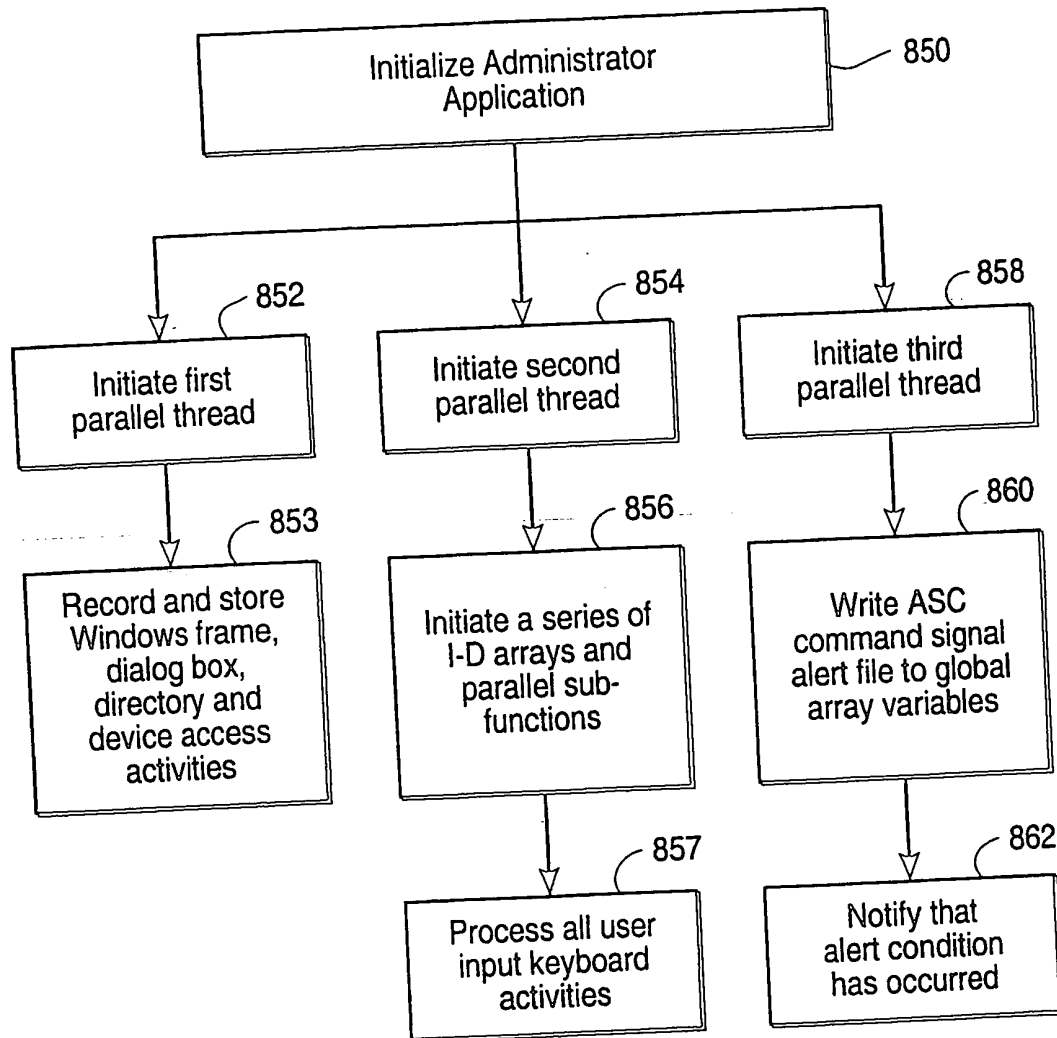 Initialize Administrator
Application
850
852
854
858
Initiate first
parallel thread
Initiate second
parallel thread
Initiate third
parallel thread
853
856
860
Record and store
Windows frame,
dialog box,
directory and
device access
activities
Initiate a series of
I-D arrays and
parallel sub-
functions
Write ASC
command signal
alert file to global
array variables
857
862
Process all user
input keyboard
activities
Notify that
alert condition
has occurred